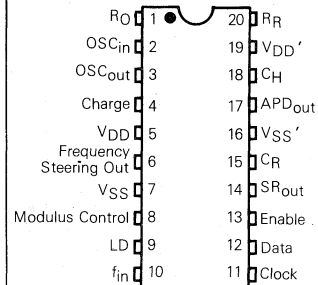 RO 1 20 RR
OSCin 2 19 VDD'
OSCout 3 18 CH
Charge 4 17 APDout
VDD 5 16 VSS'
Frequency
Steering Out 6 15 CR
VSS 7 14 SRout
Modulus Control 8 13 Enable
LD 9 12 Data
fin 10 11 Clock